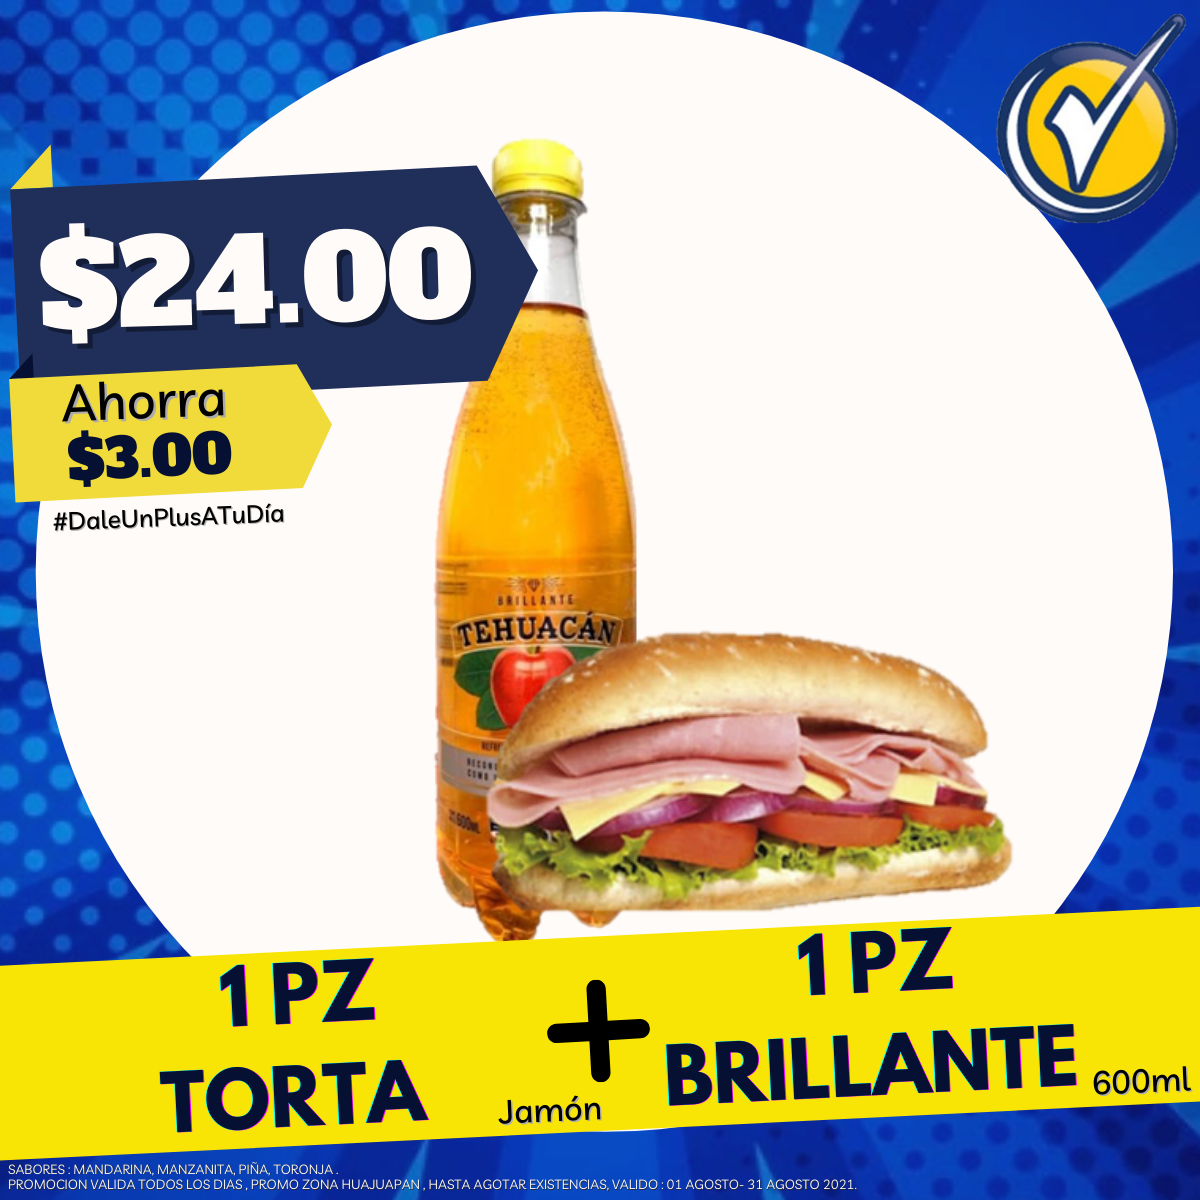 $24.00
Ahorra
$3.00
#DaleUnPlusATuDía
BRILLANTE
TEHUACÁN
600ml
1 PZ
TORTA
Jamón
+
1 PZ
BRILLANTE
600ml
SABORES : MANDARINA, MANZANITA, PIÑA, TORONJA .
PROMOCION VALIDA TODOS LOS DIAS , PROMO ZONA HUAJUAPAN , HASTA AGOTAR EXISTENCIAS, VALIDO : 01 AGOSTO- 31 AGOSTO 2021.